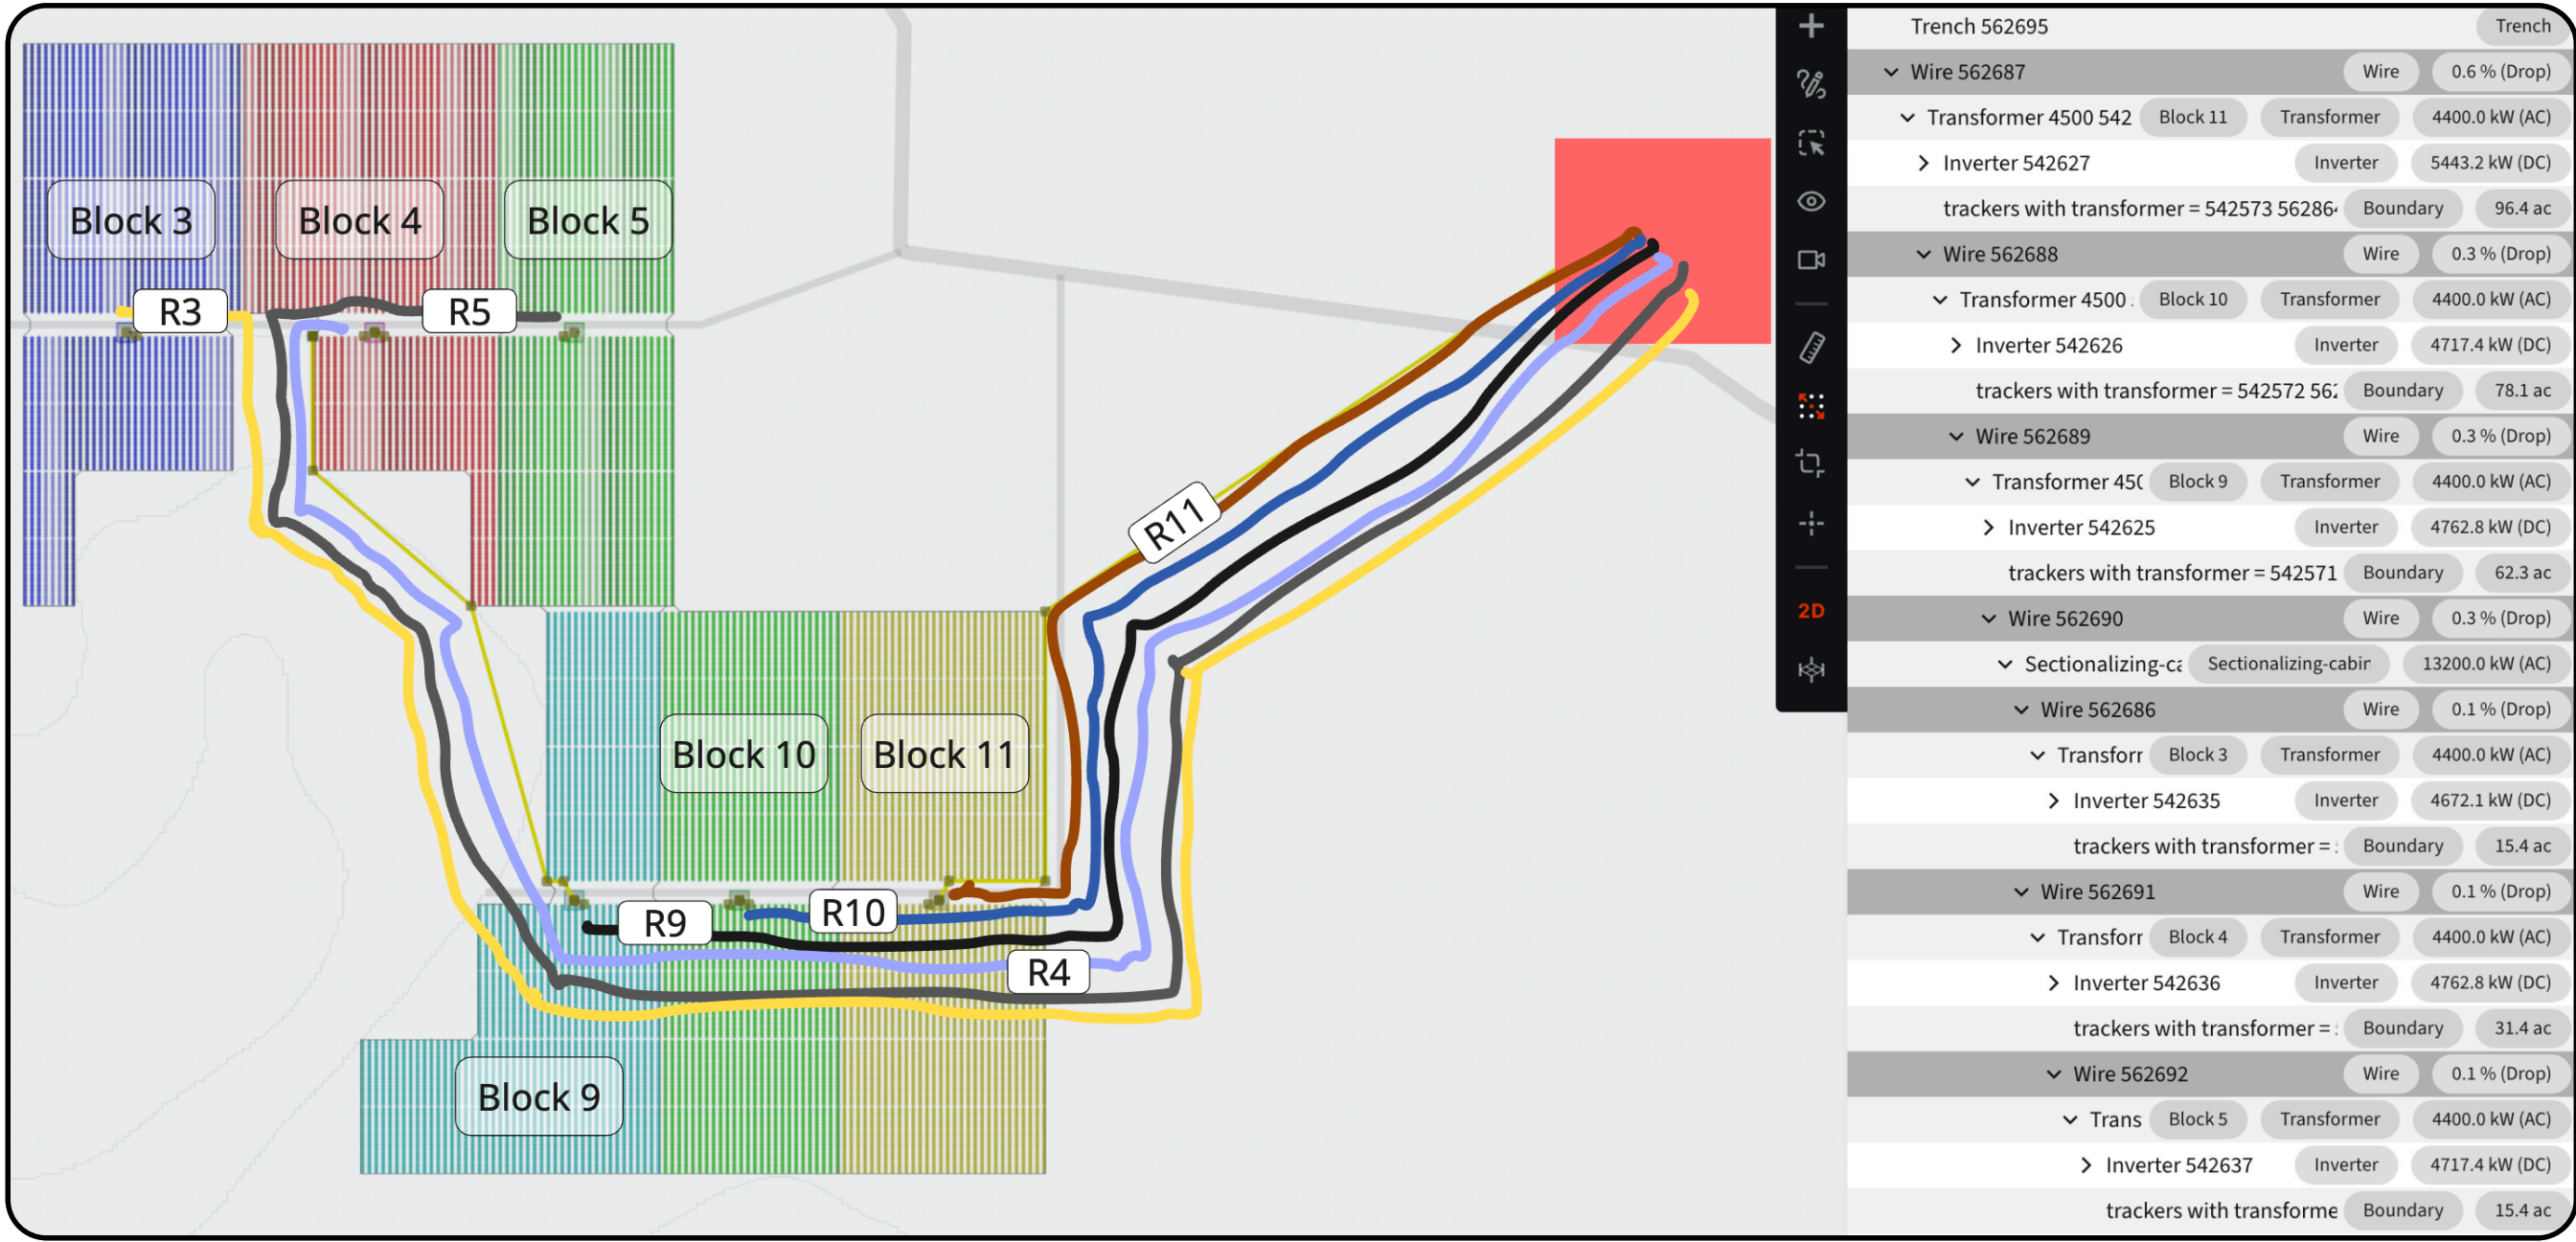 Block 3
Block 4
Block 5
R3
R5
R11
Block 10
Block 11
R9
R10
R4
Block 9
2D
Trench 562695 Trench
Wire 562687 Wire 0.6 % (Drop)
Transformer 4500 542 Block 11 Transformer 4400.0 kW (AC)
Inverter 542627 Inverter 5443.2 kW (DC)
trackers with transformer = 542573 56286 Boundary 96.4 ac
Wire 562688 Wire 0.3 % (Drop)
Transformer 4500 Block 10 Transformer 4400.0 kW (AC)
Inverter 542626 Inverter 4717.4 kW (DC)
trackers with transformer = 542572 56 Boundary 78.1 ac
Wire 562689 Wire 0.3 % (Drop)
Transformer 450 Block 9 Transformer 4400.0 kW (AC)
Inverter 542625 Inverter 4762.8 kW (DC)
trackers with transformer = 542571 Boundary 62.3 ac
Wire 562690 Wire 0.3 % (Drop)
Sectionalizing-ca Sectionalizing-cabin 13200.0 kW (AC)
Wire 562686 Wire 0.1 % (Drop)
Transforr Block 3 Transformer 4400.0 kW (AC)
Inverter 542635 Inverter 4672.1 kW (DC)
trackers with transformer = Boundary 15.4 ac
Wire 562691 Wire 0.1 % (Drop)
Transforr Block 4 Transformer 4400.0 kW (AC)
Inverter 542636 Inverter 4762.8 kW (DC)
trackers with transformer = Boundary 31.4 ac
Wire 562692 Wire 0.1 % (Drop)
Trans Block 5 Transformer 4400.0 kW (AC)
Inverter 542637 Inverter 4717.4 kW (DC)
trackers with transforme Boundary 15.4 ac